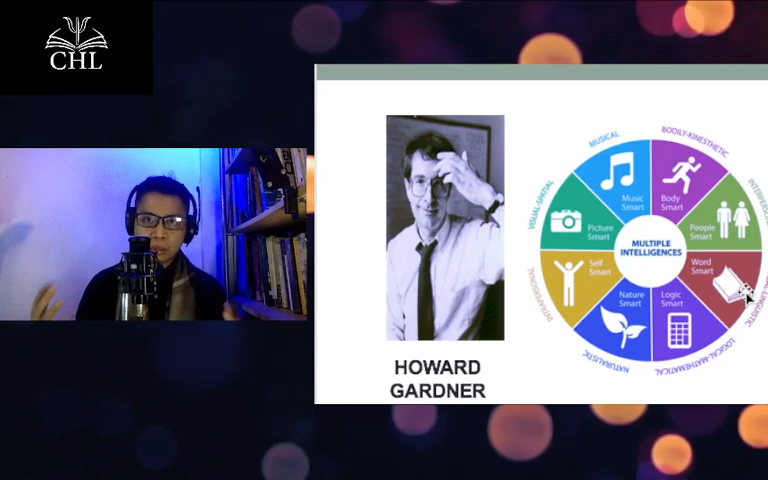 CHL
HOWARD
GARDNER
MULTIPLE
INTELLIGENCES
MUSICAL
Music
Smart
BODILY-KINESTHETIC
Body
Smart
People
Smart
Word
Smart
LOGICAL-MATHEMATICAL
Logic
Smart
NATURALISTIC
Nature
Smart
INTRAPERSONAL
Self
Smart
VISUAL-SPATIAL
Picture
Smart